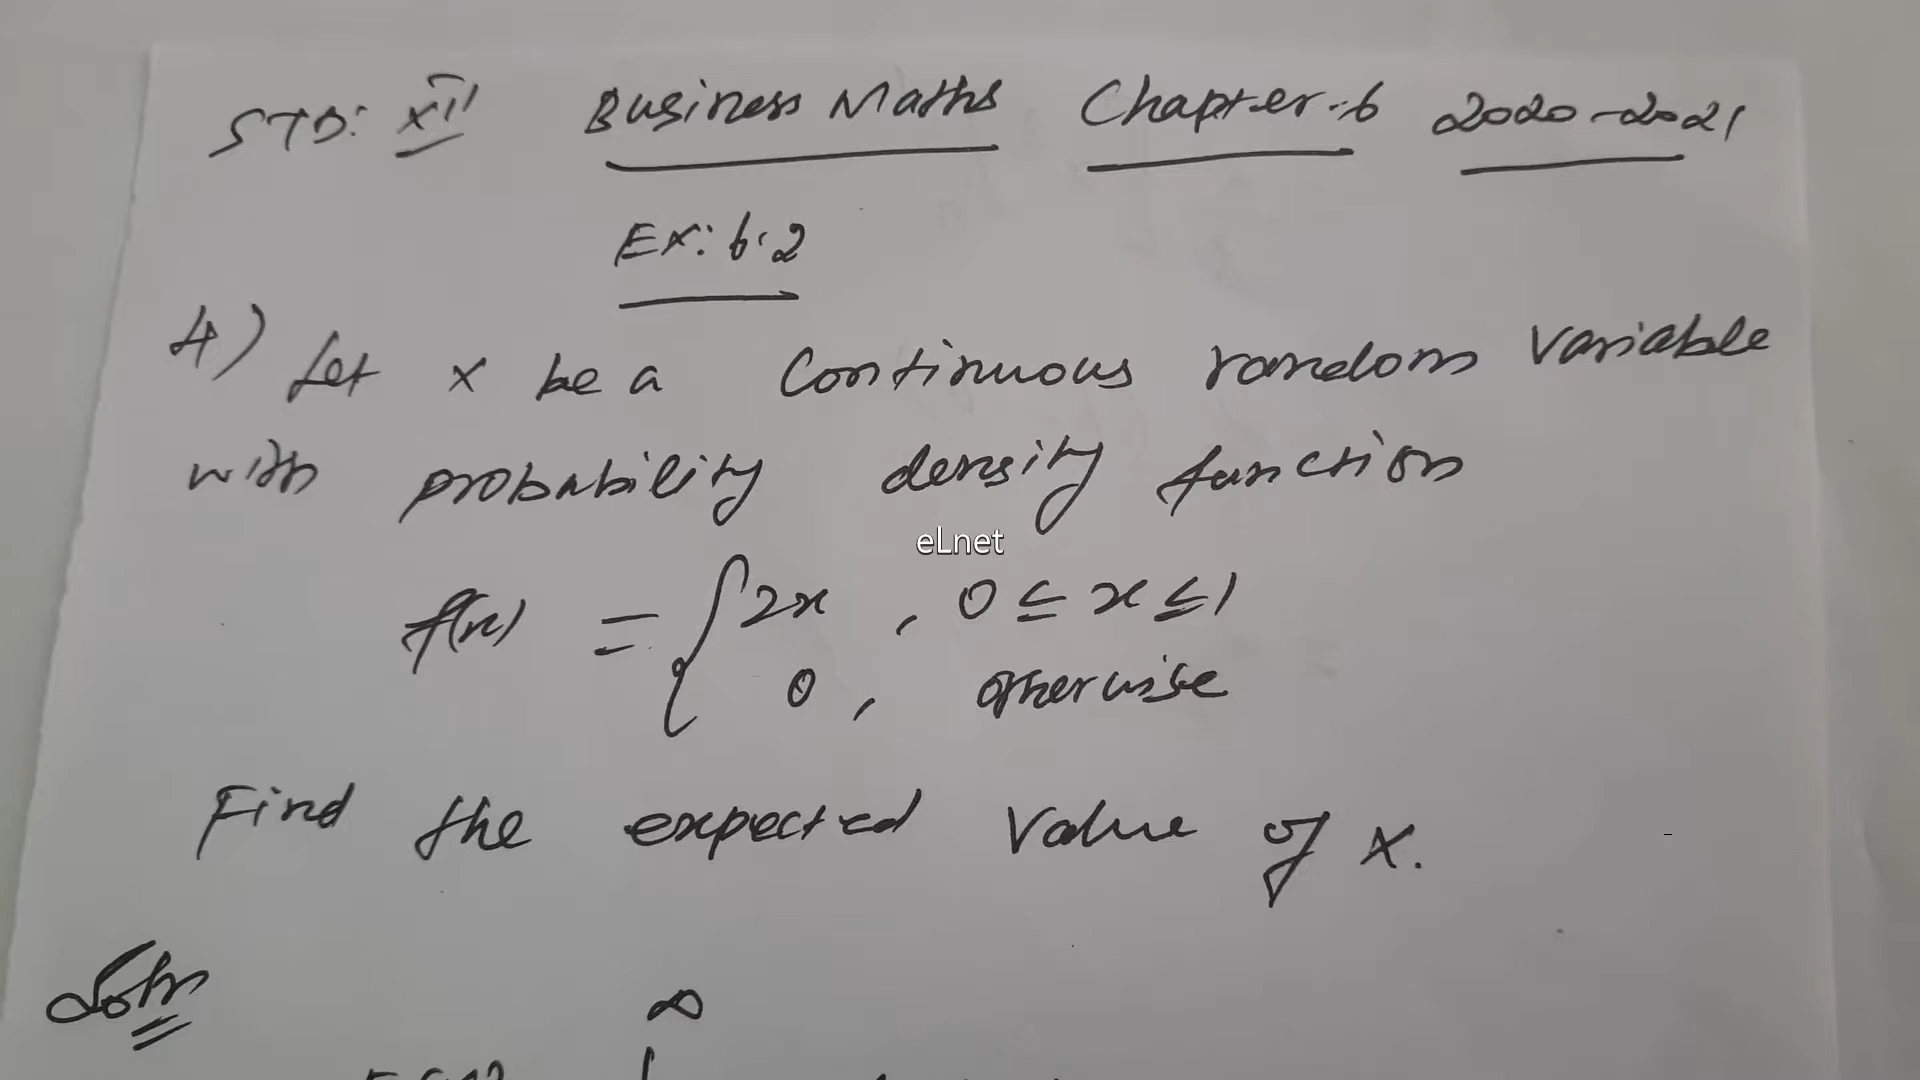 STD: XII Business Maths Chapter-6 2020-2021
Ex: 6.2
4) Let x be a Continuous random variable
with probability density function
eLnet
f(x) = { 2x , 0 ≤ x ≤ 1
0 , otherwise
Find the expected value of x.
Soln
∞